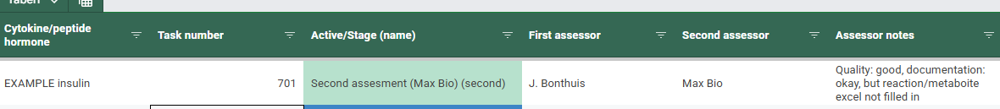 Tabel1
Cytokine/peptide
hormone
Task number
Active/Stage (name)
First assessor
Second assessor
Assessor notes
EXAMPLE insulin
701
Second assesment (Max Bio) (second)
J. Bonthuis
Max Bio
Quality: good, documentation:
okay, but reaction/metaboite
excel not filled in